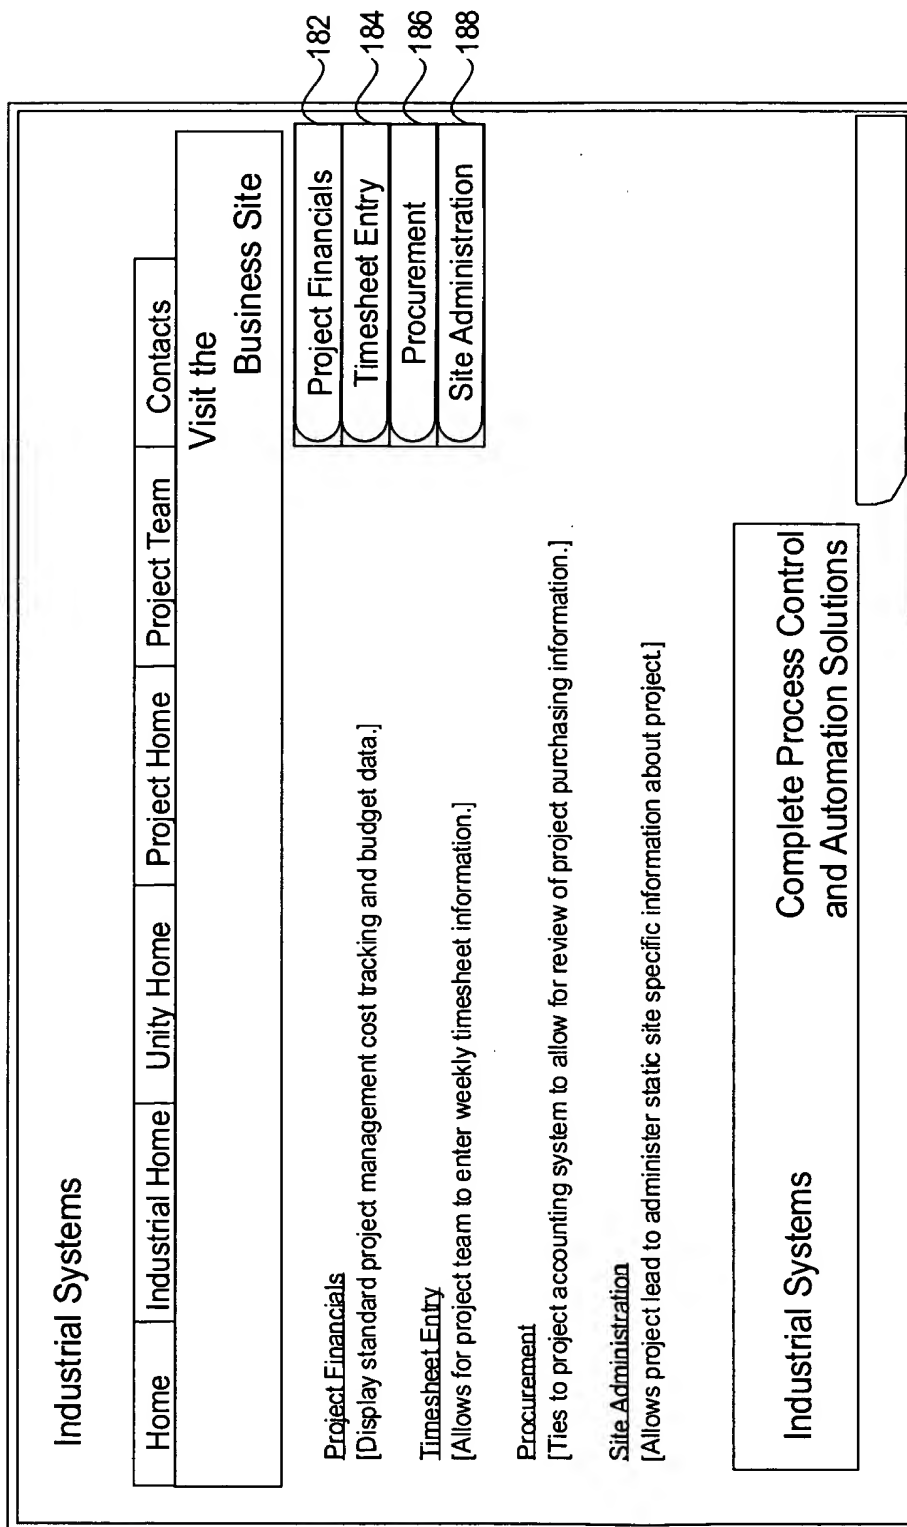 Industrial Systems
Home Industrial Home Unity Home Project Home Project Team Contacts
Visit the
Business Site
Project Financials 182
Timesheet Entry 184
Procurement 186
Site Administration 188
Project Financials
[Display standard project management cost tracking and budget data.]
Timesheet Entry
[Allows for project team to enter weekly timesheet information.]
Procurement
[Ties to project accounting system to allow for review of project purchasing information.]
Site Administration
[Allows project lead to administer static site specific information about project.]
Industrial Systems
Complete Process Control
and Automation Solutions